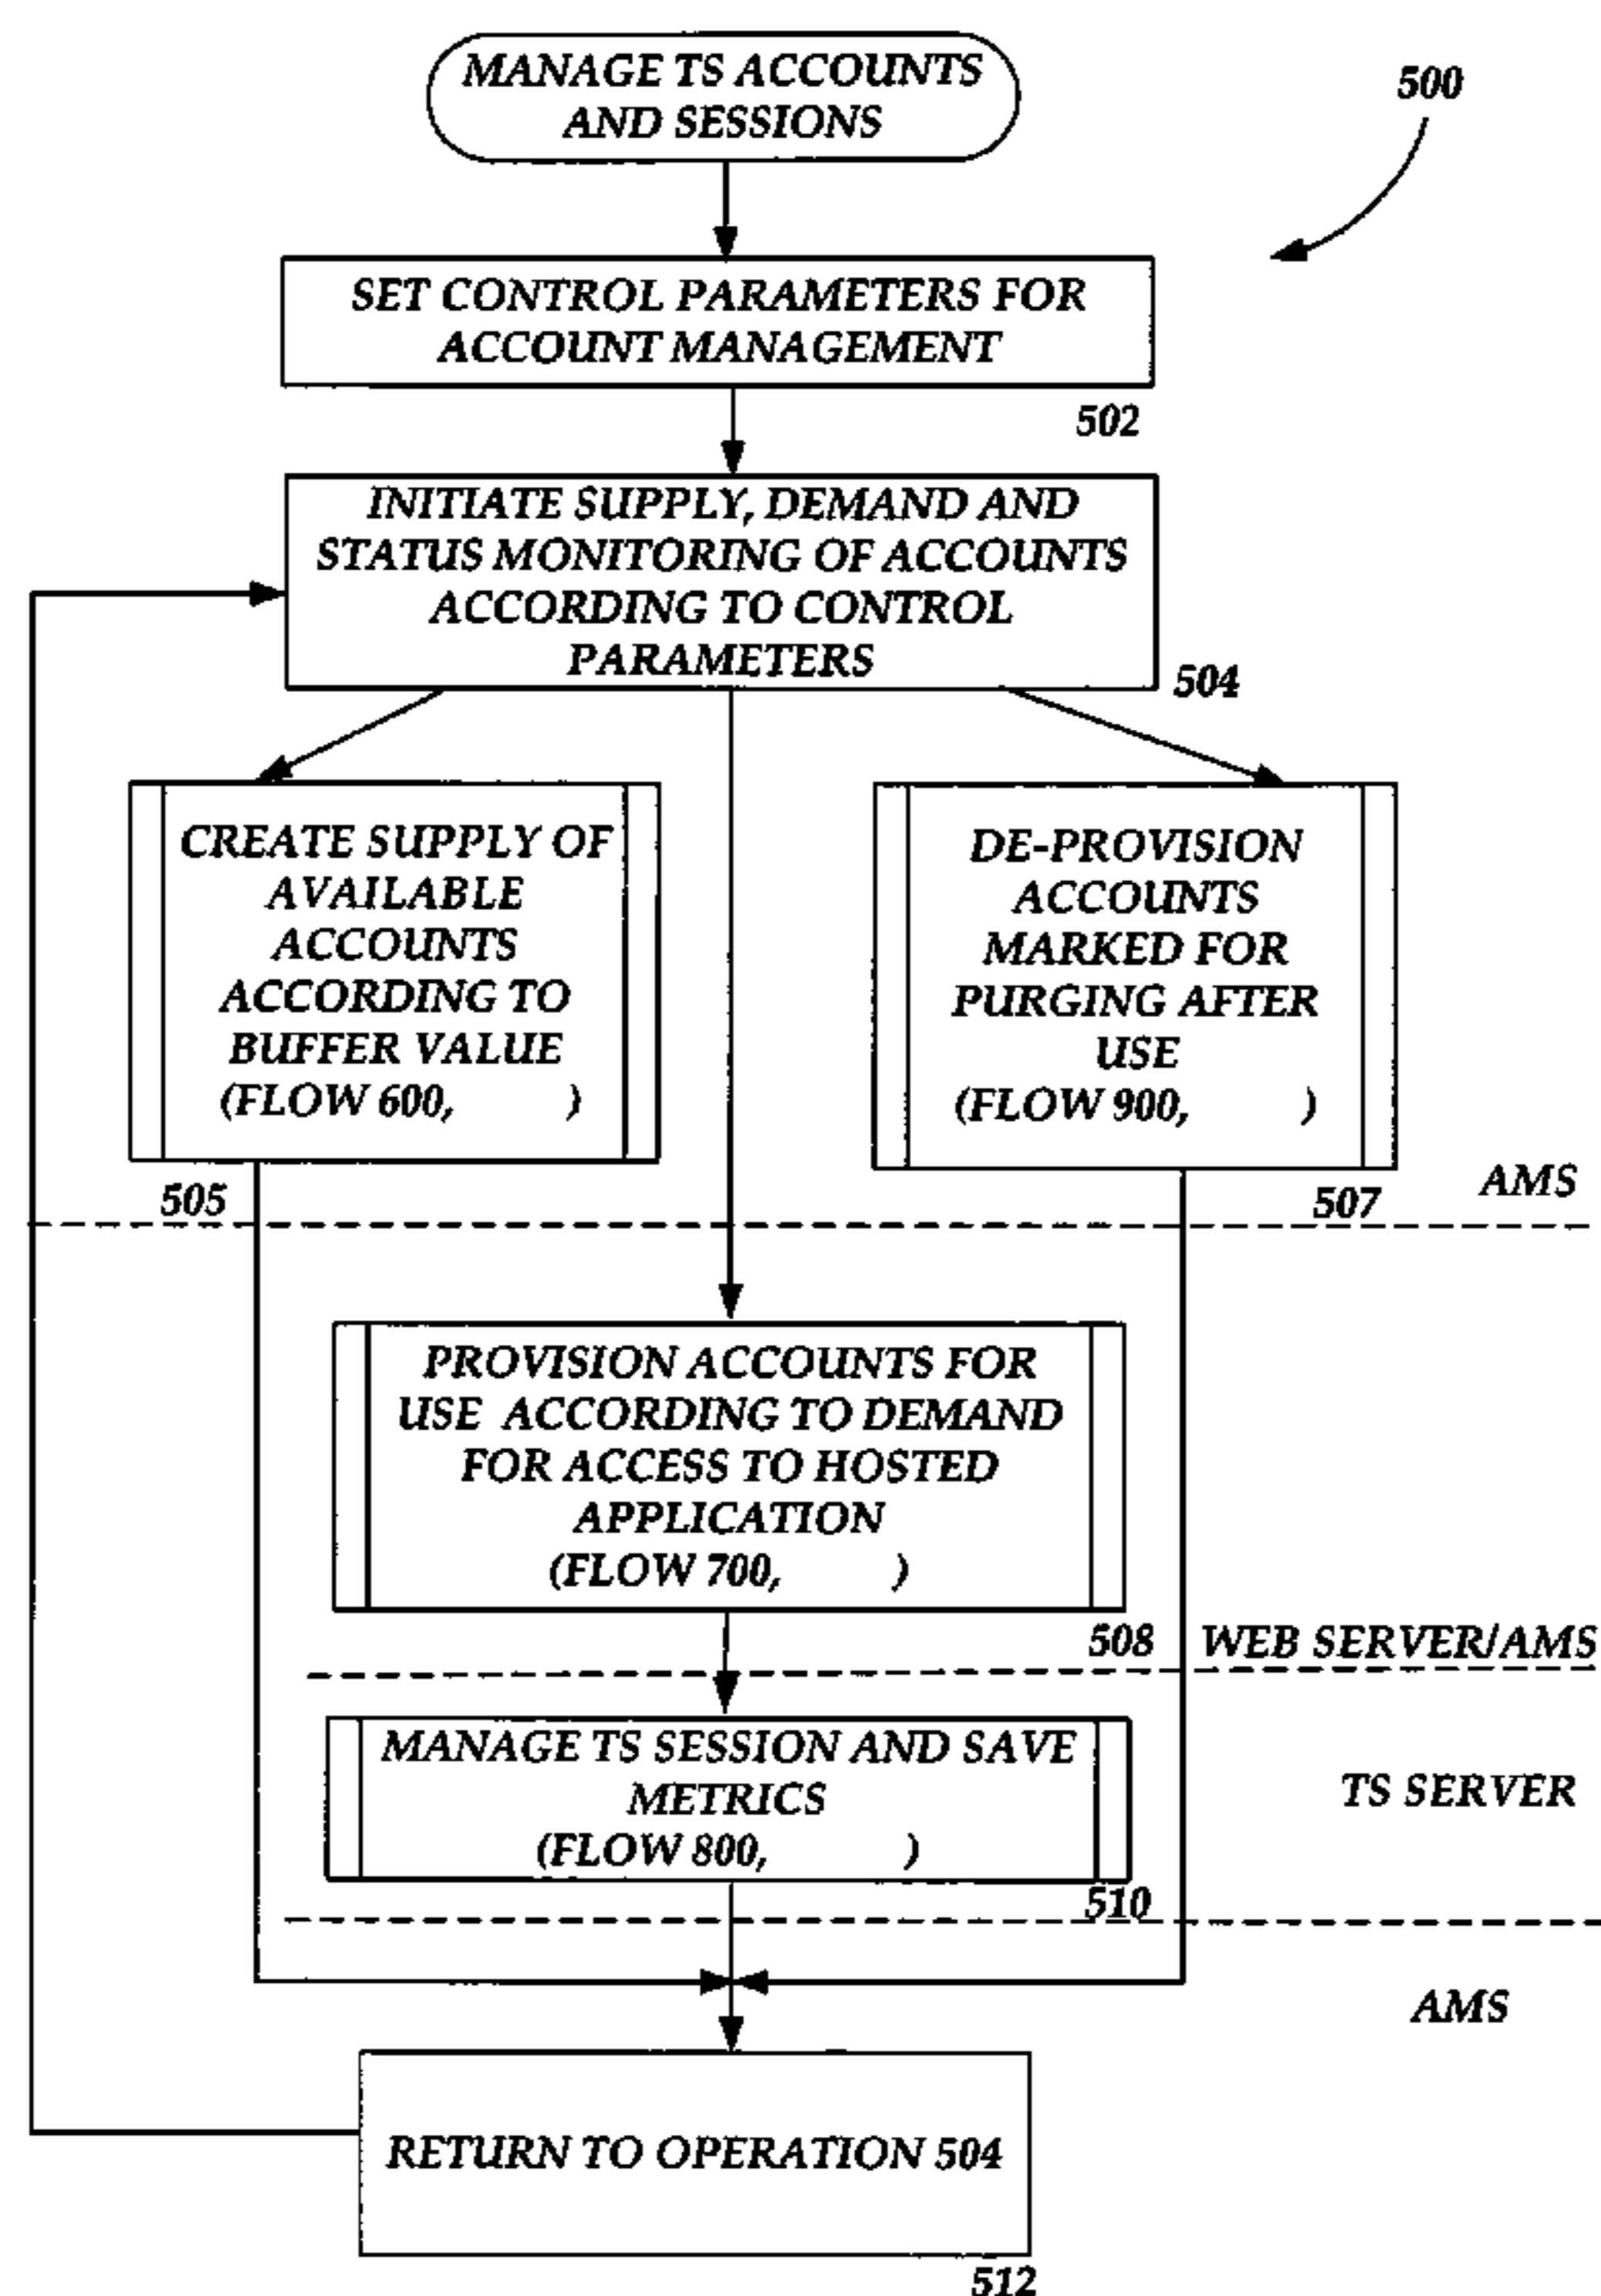 MANAGE TS ACCOUNTS
AND SESSIONS
500
SET CONTROL PARAMETERS FOR
ACCOUNT MANAGEMENT
502
INITIATE SUPPLY, DEMAND AND
STATUS MONITORING OF ACCOUNTS
ACCORDING TO CONTROL
PARAMETERS
504
CREATE SUPPLY OF
AVAILABLE
ACCOUNTS
ACCORDING TO
BUFFER VALUE
(FLOW 600, )
505
DE-PROVISION
ACCOUNTS
MARKED FOR
PURGING AFTER
USE
(FLOW 900, )
507
AMS
PROVISION ACCOUNTS FOR
USE ACCORDING TO DEMAND
FOR ACCESS TO HOSTED
APPLICATION
(FLOW 700, )
508
WEB SERVER/AMS
MANAGE TS SESSION AND SAVE
METRICS
(FLOW 800, )
510
TS SERVER
AMS
RETURN TO OPERATION 504
512